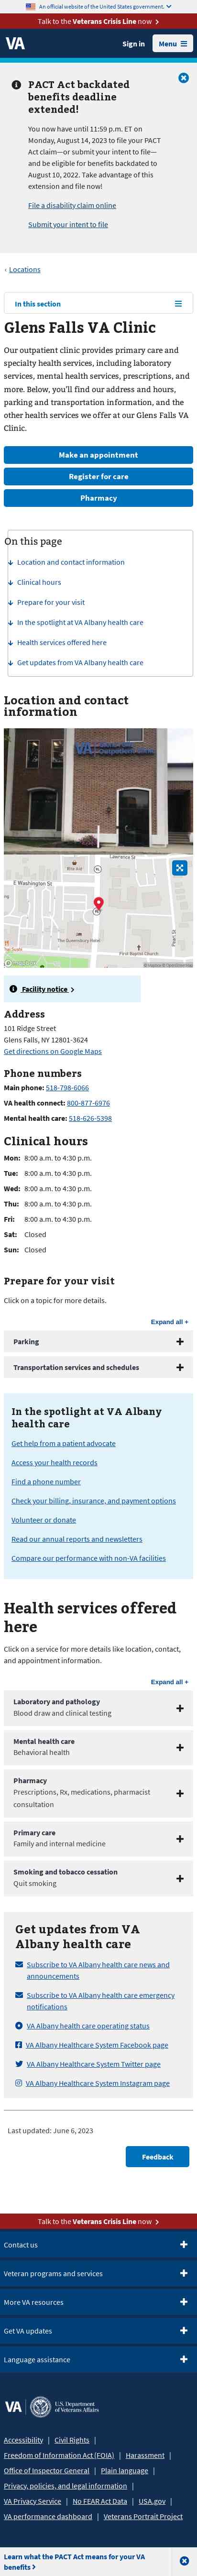 An official website of the United States government.
Talk to the Veterans Crisis Line now
VA
Sign in
Menu
PACT Act backdated
benefits deadline
extended!
You now have until 11:59 p.m. ET on
Monday, August 14, 2023 to file your PACT
Act claim—or submit your intent to file—
and be eligible for benefits backdated to
August 10, 2022. Take advantage of this
extension and file now!
File a disability claim online
Submit your intent to file
Locations
In this section
Glens Falls VA Clinic
Our outpatient clinic provides primary care and
specialty health services, including laboratory
services, mental health services, prescriptions, and
more. Below, you'll find our address and hours,
parking and transportation information, and the
other health services we offer at our Glens Falls VA
Clinic.
Make an appointment
Register for care
Pharmacy
On this page
Location and contact information
Clinical hours
Prepare for your visit
In the spotlight at VA Albany health care
Health services offered here
Get updates from VA Albany health care
Location and contact
information
VA
Outpatient Clinic
Lawrence St
E Washington St
The Queensbury Hotel
First Baptist Church
Facility notice
Address
101 Ridge Street
Glens Falls, NY 12801-3624
Get directions on Google Maps
Phone numbers
Main phone: 518-798-6066
VA health connect: 800-877-6976
Mental health care: 518-626-5398
Clinical hours
Mon: 8:00 a.m. to 4:30 p.m.
Tue: 8:00 a.m. to 4:30 p.m.
Wed: 8:00 a.m. to 4:30 p.m.
Thu: 8:00 a.m. to 4:30 p.m.
Fri: 8:00 a.m. to 4:30 p.m.
Sat: Closed
Sun: Closed
Prepare for your visit
Click on a topic for more details.
Expand all +
Parking
Transportation services and schedules
In the spotlight at VA Albany
health care
Get help from a patient advocate
Access your health records
Find a phone number
Check your billing, insurance, and payment options
Volunteer or donate
Read our annual reports and newsletters
Compare our performance with non-VA facilities
Health services offered
here
Click on a service for more details like location, contact,
and appointment information.
Expand all +
Laboratory and pathology
Blood draw and clinical testing
Mental health care
Behavioral health
Pharmacy
Prescriptions, Rx, medications, pharmacist
consultation
Primary care
Family and internal medicine
Smoking and tobacco cessation
Quit smoking
Get updates from VA
Albany health care
Subscribe to VA Albany health care news and
announcements
Subscribe to VA Albany health care emergency
notifications
VA Albany health care operating status
VA Albany Healthcare System Facebook page
VA Albany Healthcare System Twitter page
VA Albany Healthcare System Instagram page
Last updated: June 6, 2023
Feedback
Talk to the Veterans Crisis Line now
Contact us
Veteran programs and services
More VA resources
Get VA updates
Language assistance
VA
U.S. Department
of Veterans Affairs
Accessibility | Civil Rights |
Freedom of Information Act (FOIA) | Harassment |
Office of Inspector General | Plain language |
Privacy, policies, and legal information |
VA Privacy Service | No FEAR Act Data | USA.gov |
VA performance dashboard | Veterans Portrait Project
Learn what the PACT Act means for your VA
benefits